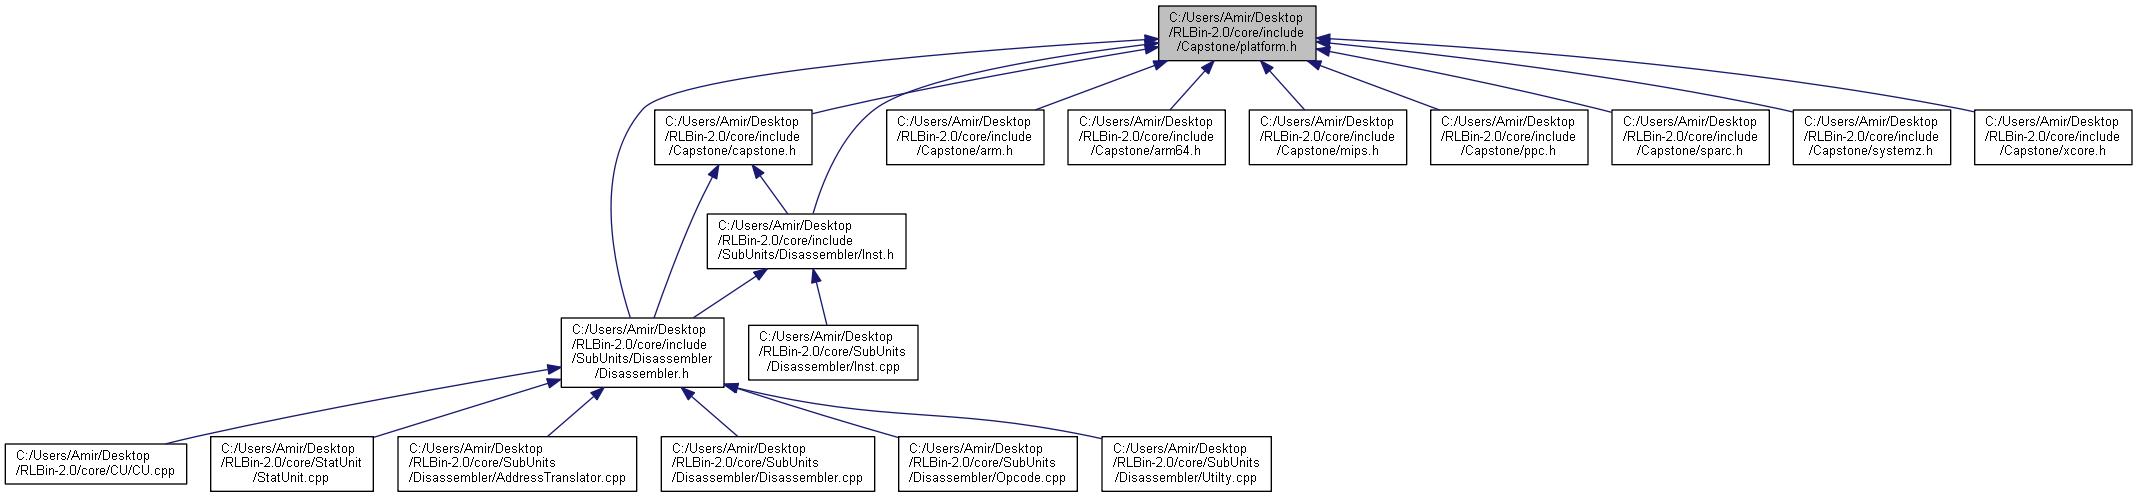 C:/Users/Amir/Desktop
/RLBin-2.0/core/include
/Capstone/platform.h
C:/Users/Amir/Desktop
/RLBin-2.0/core/include
/Capstone/capstone.h
C:/Users/Amir/Desktop
/RLBin-2.0/core/include
/Capstone/arm.h
C:/Users/Amir/Desktop
/RLBin-2.0/core/include
/Capstone/arm64.h
C:/Users/Amir/Desktop
/RLBin-2.0/core/include
/Capstone/mips.h
C:/Users/Amir/Desktop
/RLBin-2.0/core/include
/Capstone/ppc.h
C:/Users/Amir/Desktop
/RLBin-2.0/core/include
/Capstone/sparc.h
C:/Users/Amir/Desktop
/RLBin-2.0/core/include
/Capstone/systemz.h
C:/Users/Amir/Desktop
/RLBin-2.0/core/include
/Capstone/xcore.h
C:/Users/Amir/Desktop
/RLBin-2.0/core/include
/SubUnits/Disassembler/Inst.h
C:/Users/Amir/Desktop
/RLBin-2.0/core/include
/SubUnits/Disassembler
/Disassembler.h
C:/Users/Amir/Desktop
/RLBin-2.0/core/SubUnits
/Disassembler/Inst.cpp
C:/Users/Amir/Desktop
/RLBin-2.0/core/CU/CU.cpp
C:/Users/Amir/Desktop
/RLBin-2.0/core/StatUnit
/StatUnit.cpp
C:/Users/Amir/Desktop
/RLBin-2.0/core/SubUnits
/Disassembler/AddressTranslator.cpp
C:/Users/Amir/Desktop
/RLBin-2.0/core/SubUnits
/Disassembler/Disassembler.cpp
C:/Users/Amir/Desktop
/RLBin-2.0/core/SubUnits
/Disassembler/Opcode.cpp
C:/Users/Amir/Desktop
/RLBin-2.0/core/SubUnits
/Disassembler/Utilty.cpp